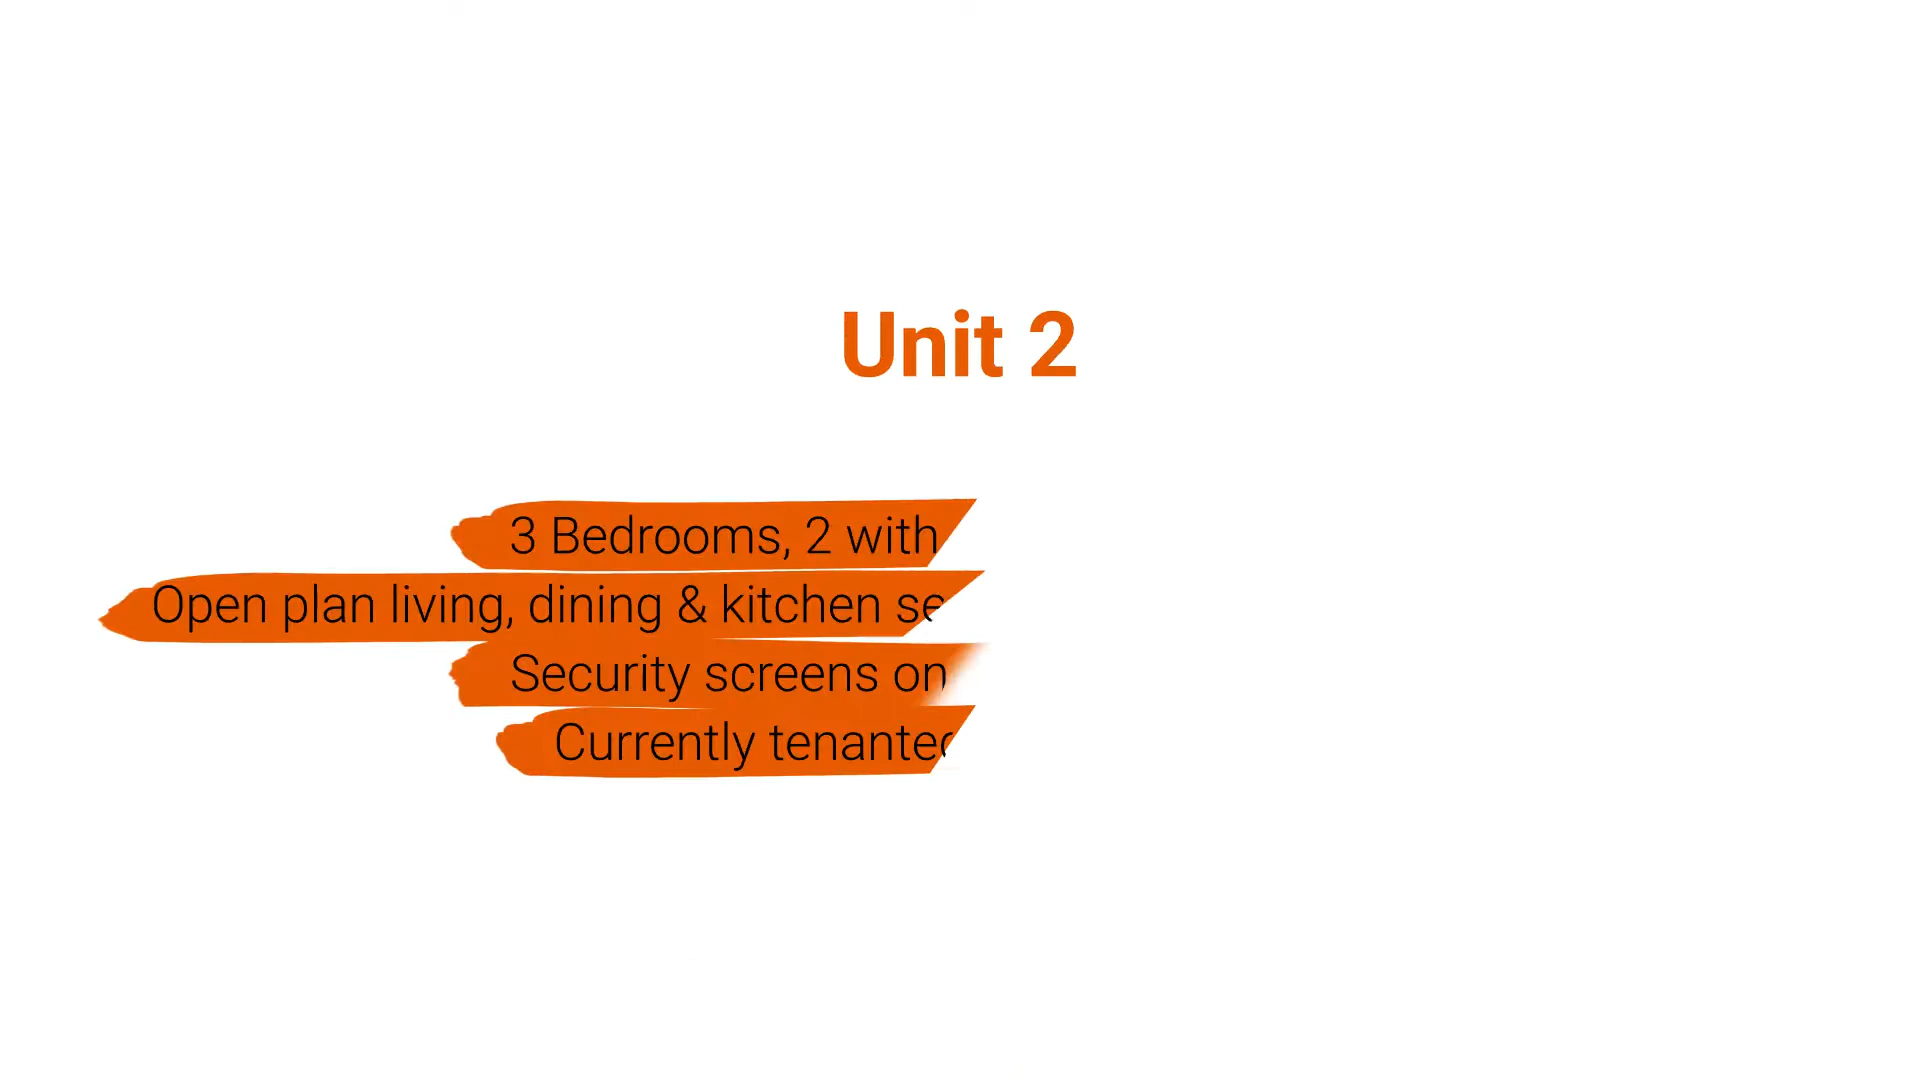 Unit 2
3 Bedrooms, 2 with
Open plan living, dining & kitchen
Security screens on
Currently